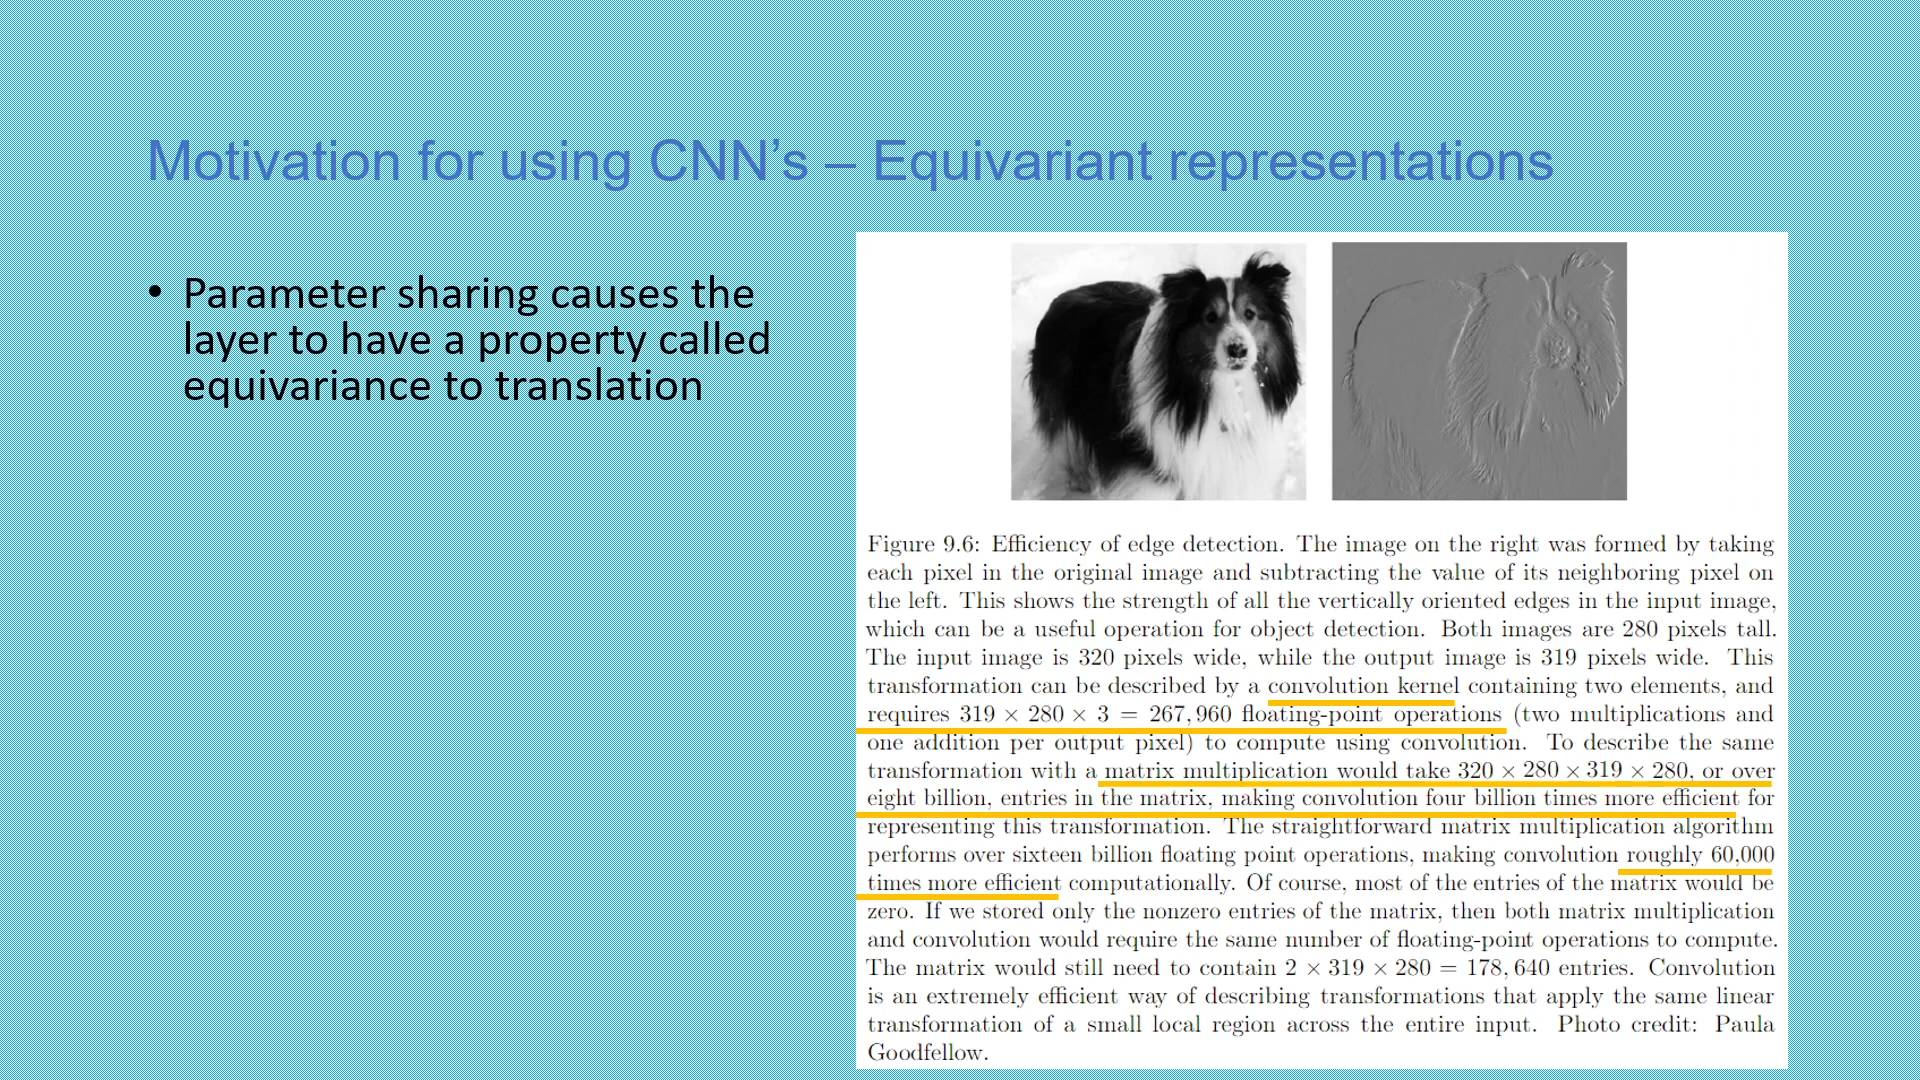 Motivation for using CNN’s – Equivariant representations
• Parameter sharing causes the
layer to have a property called
equivariance to translation
Figure 9.6: Efficiency of edge detection. The image on the right was formed by taking
each pixel in the original image and subtracting the value of its neighboring pixel on
the left. This shows the strength of all the vertically oriented edges in the input image,
which can be a useful operation for object detection. Both images are 280 pixels tall.
The input image is 320 pixels wide, while the output image is 319 pixels wide. This
transformation can be described by a convolution kernel containing two elements, and
requires 319 × 280 × 3 = 267, 960 floating-point operations (two multiplications and
one addition per output pixel) to compute using convolution. To describe the same
transformation with a matrix multiplication would take 320 × 280 × 319 × 280, or over
eight billion, entries in the matrix, making convolution four billion times more efficient for
representing this transformation. The straightforward matrix multiplication algorithm
performs over sixteen billion floating point operations, making convolution roughly 60,000
times more efficient computationally. Of course, most of the entries of the matrix would be
zero. If we stored only the nonzero entries of the matrix, then both matrix multiplication
and convolution would require the same number of floating-point operations to compute.
The matrix would still need to contain 2 × 319 × 280 = 178, 640 entries. Convolution
is an extremely efficient way of describing transformations that apply the same linear
transformation of a small local region across the entire input. Photo credit: Paula
Goodfellow.